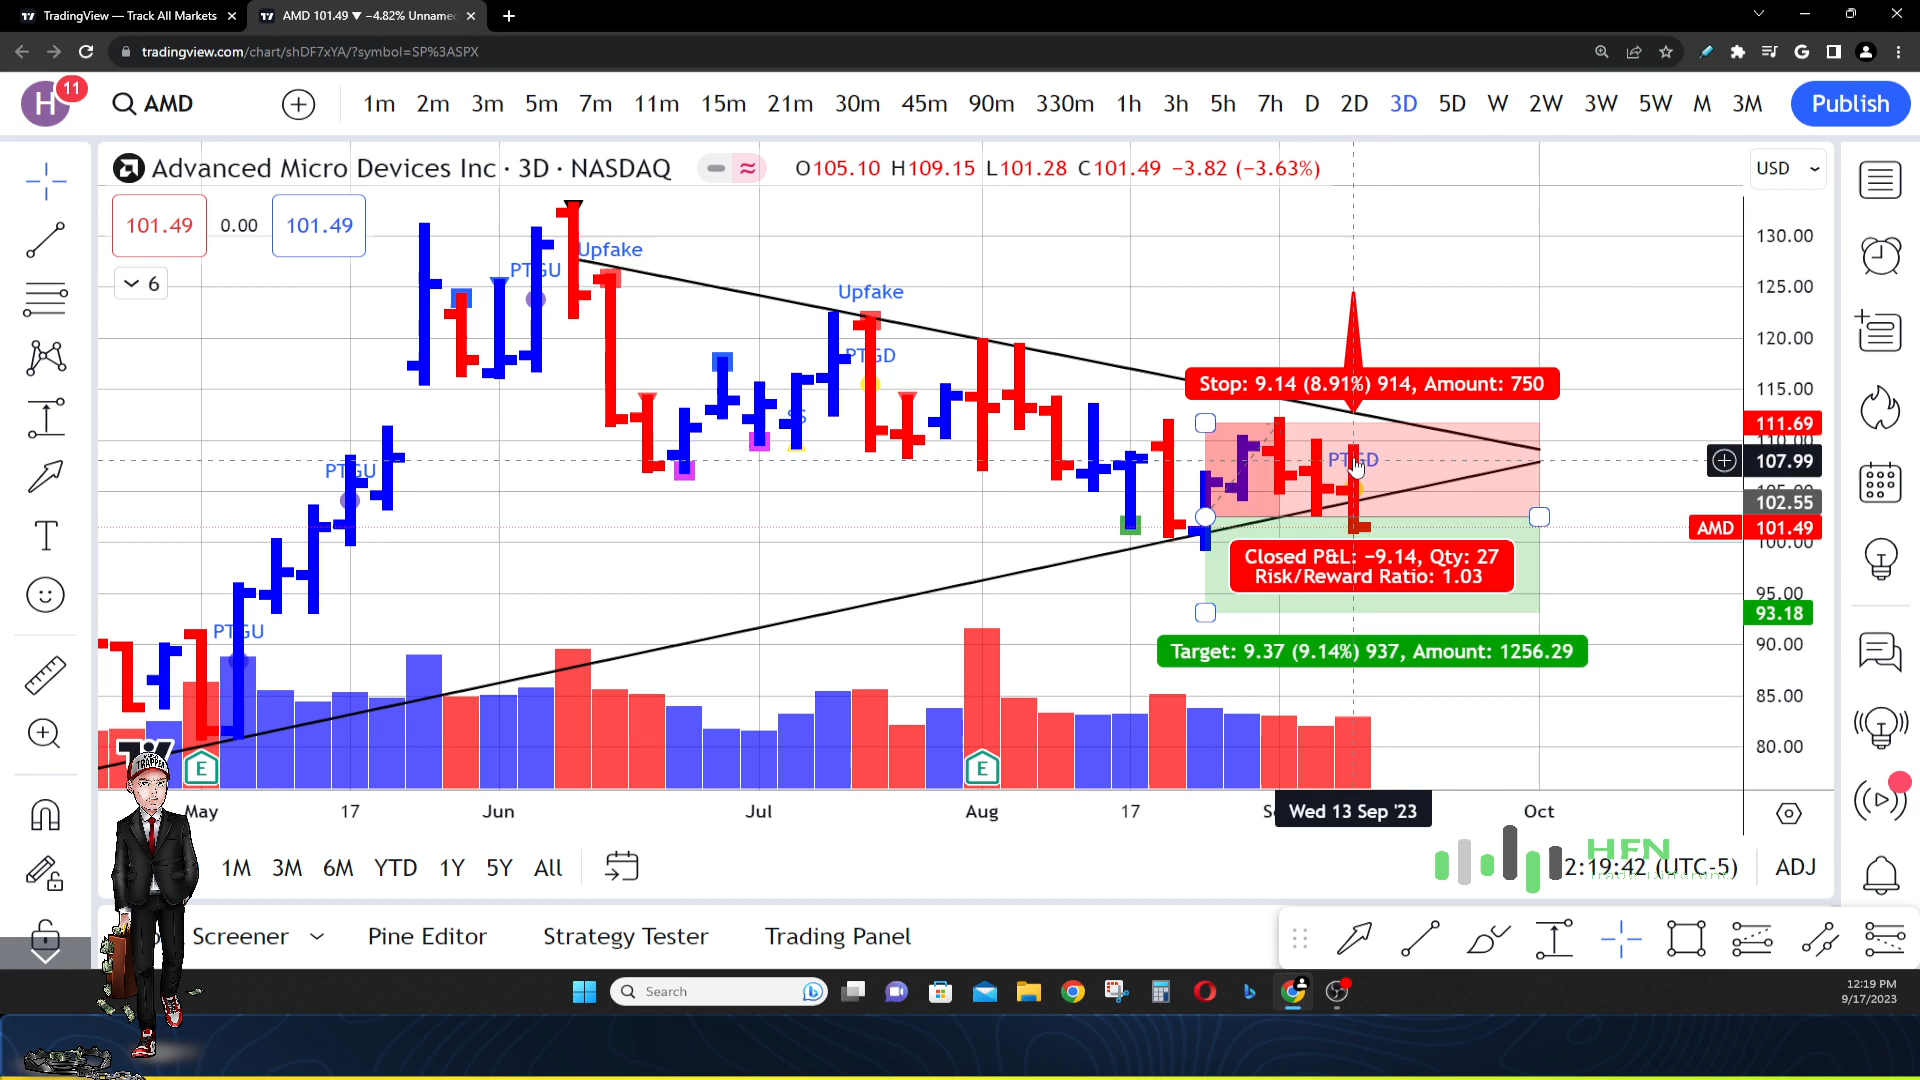 TradingView — Track All Markets
AMD 101.49 ▼ −4.82% Unname
tradingview.com/chart/shDF7xYA/?symbol=SP%3ASPX
H
11
AMD
1m 2m 3m 5m 7m 11m 15m 21m 30m 45m 90m 330m 1h 3h 5h 7h D 2D 3D 5D W 2W 3W 5W M 3M
Publish
Advanced Micro Devices Inc · 3D · NASDAQ
O105.10 H109.15 L101.28 C101.49 −3.82 (−3.63%)
USD
101.49 0.00 101.49
6
130.00
Upfake
PTGU
125.00
Upfake
120.00
PTGD
Stop: 9.14 (8.91%) 914, Amount: 750
115.00
111.69
110.00
PTGU
PTGD
107.99
102.55
AMD 101.49
100.00
Closed P&L: −9.14, Qty: 27
Risk/Reward Ratio: 1.03
95.00
93.18
PTGU
90.00
Target: 9.37 (9.14%) 937, Amount: 1256.29
85.00
80.00
E
E
TRAPPER
May 17 Jun Jul Aug 17
Wed 13 Sep '23
Oct
1M 3M 6M YTD 1Y 5Y All
HFN
2:19:42 (UTC-5)
ADJ
Screener Pine Editor Strategy Tester Trading Panel
Search
12:19 PM
9/17/2023